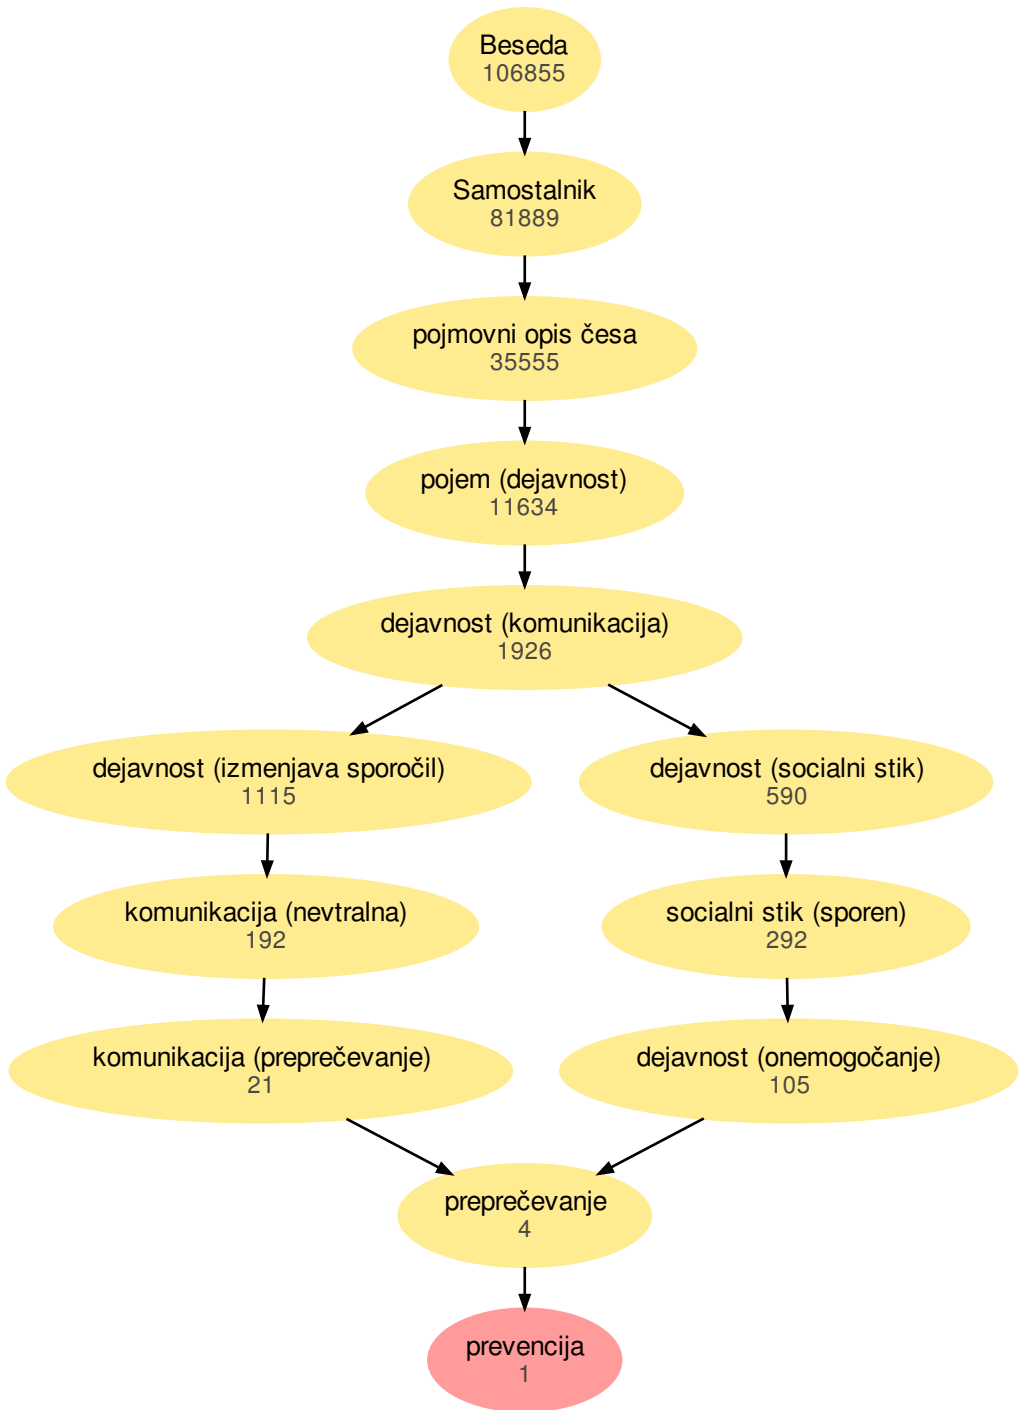 Beseda
106855
Samostalnik
81889
pojmovni opis česa
35555
pojem (dejavnost)
11634
dejavnost (komunikacija)
1926
dejavnost (izmenjava sporočil)
1115
dejavnost (socialni stik)
590
komunikacija (nevtralna)
192
socialni stik (sporen)
292
komunikacija (preprečevanje)
21
dejavnost (onemogočanje)
105
preprečevanje
4
prevencija
1